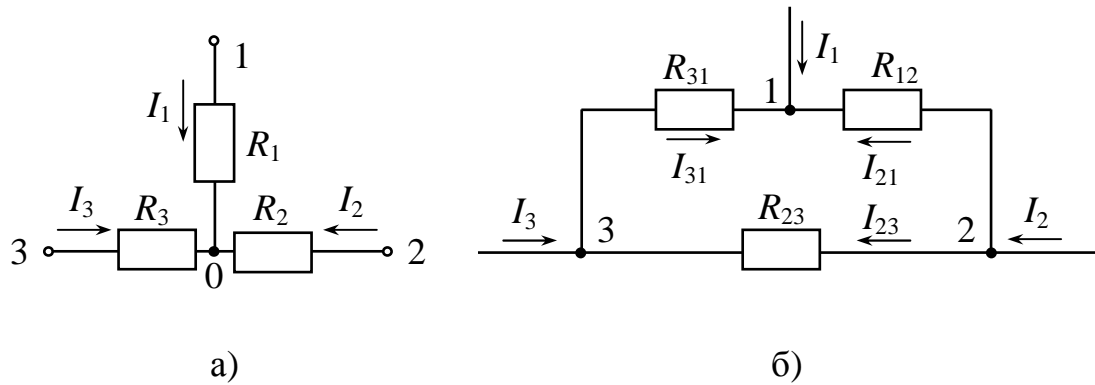 1
I₁
R₁
I₃
R₃
R₂
I₂
3
0
2
а)
I₁
R₃₁
1
R₁₂
I₃₁
I₂₁
I₃
3
R₂₃
I₂₃
2
I₂
б)